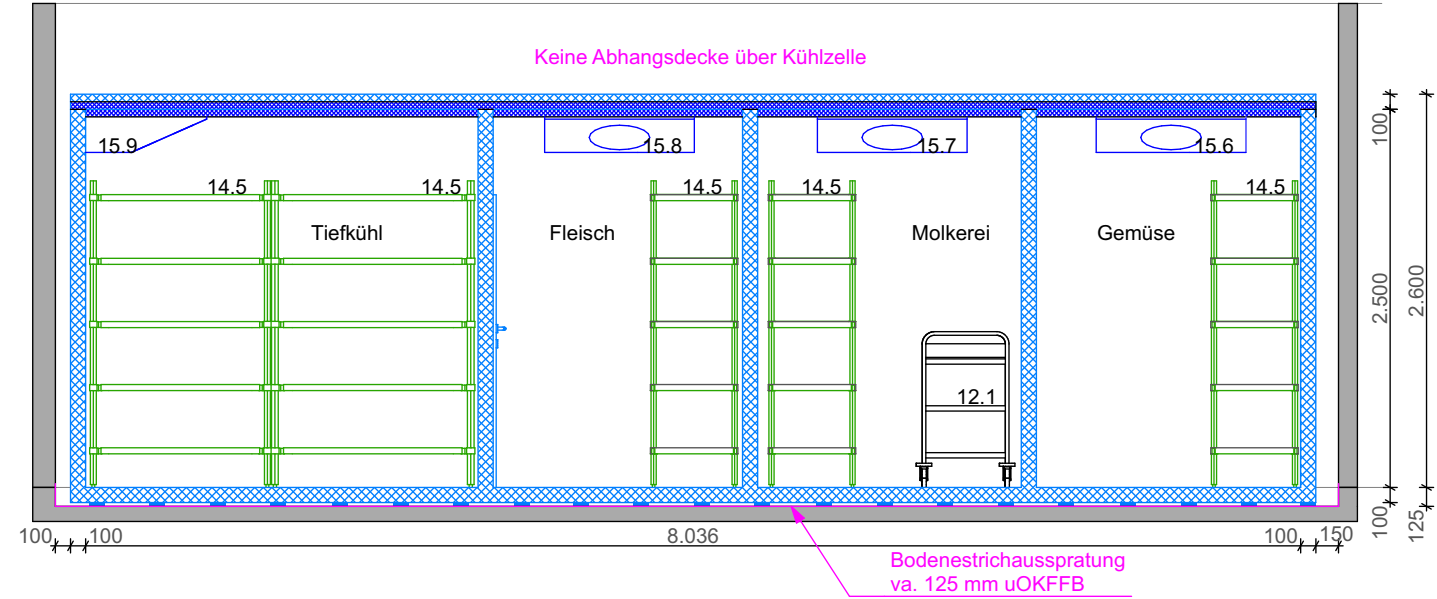 Keine Abhangsdecke über Kühlzelle
15.9
15.8
15.7
15.6
100
14.5
14.5
14.5
14.5
14.5
Tiefkühl
Fleisch
Molkerei
Gemüse
2.500
2.600
12.1
100
100
8.036
100
150
100
125
Bodenestrichausspratung
va. 125 mm uOKFFB